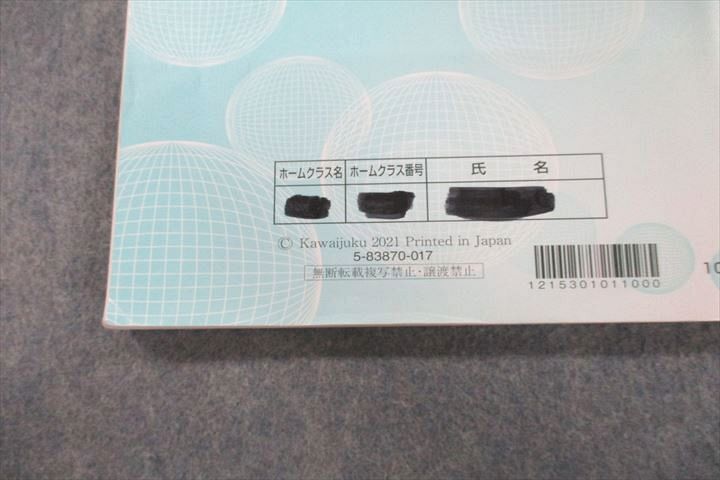 ホームクラス名 ホームクラス番号 氏 名
© Kawaijuku 2021 Printed in Japan
5-83870-017
無断転載複写禁止・譲渡禁止
1215301011000
10